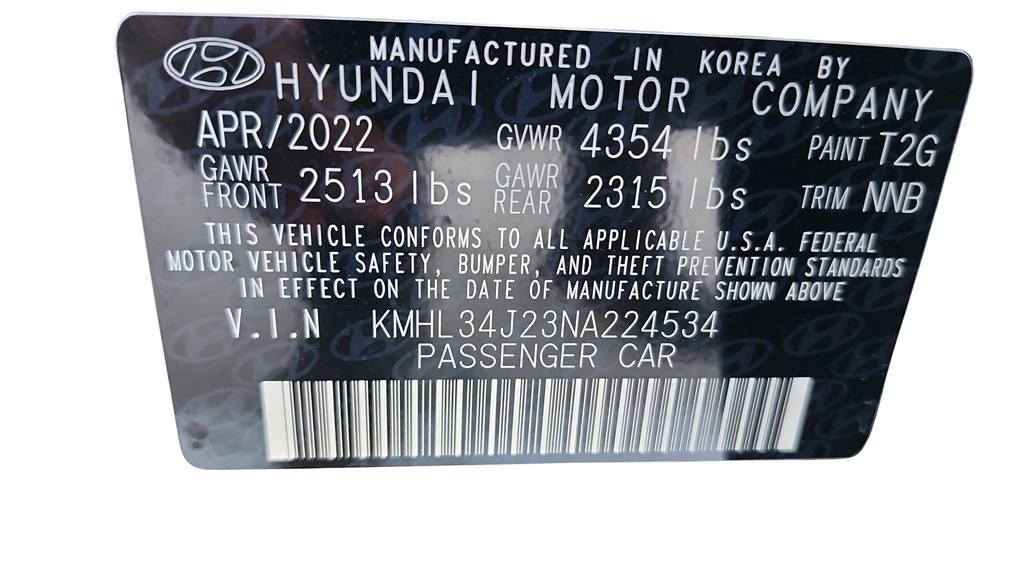 MANUFACTURED IN KOREA BY
HYUNDAI MOTOR COMPANY
APR/2022 GVWR 4354 lbs PAINT T2G
GAWR FRONT 2513 lbs GAWR REAR 2315 lbs TRIM NNB
THIS VEHICLE CONFORMS TO ALL APPLICABLE U.S.A. FEDERAL
MOTOR VEHICLE SAFETY, BUMPER, AND THEFT PREVENTION STANDARDS
IN EFFECT ON THE DATE OF MANUFACTURE SHOWN ABOVE
V.I.N KMHL34J23NA224534
PASSENGER CAR